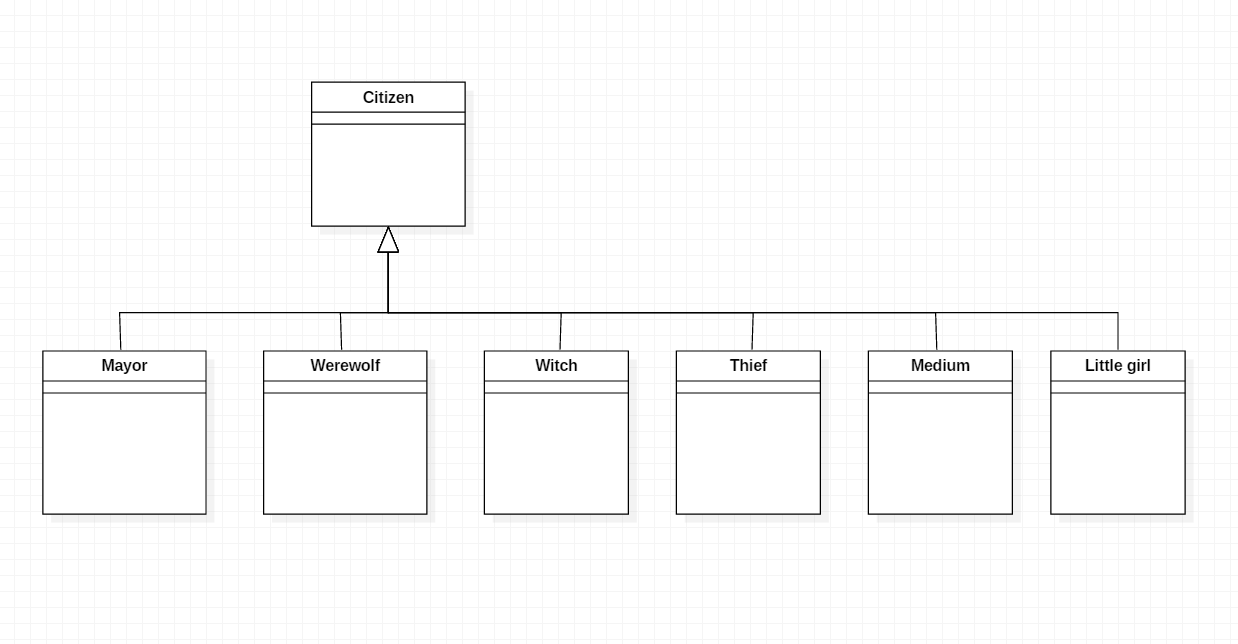 Citizen
Mayor
Werewolf
Witch
Thief
Medium
Little girl